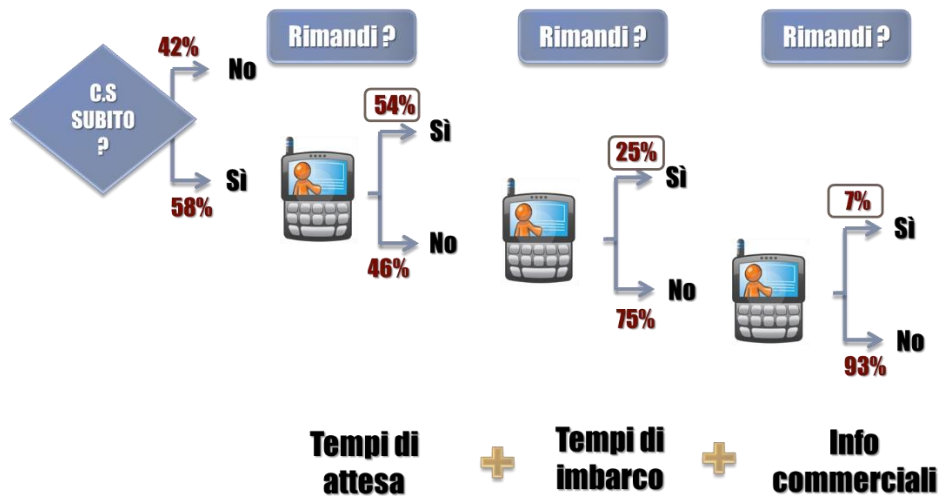 Rimandi ?
Rimandi ?
Rimandi ?
C.S
SUBITO
?
42%
No
Sì
58%
54%
Sì
No
46%
25%
Sì
No
75%
7%
Sì
No
93%
Tempi di
attesa
+
Tempi di
imbarco
+
Info
commerciali